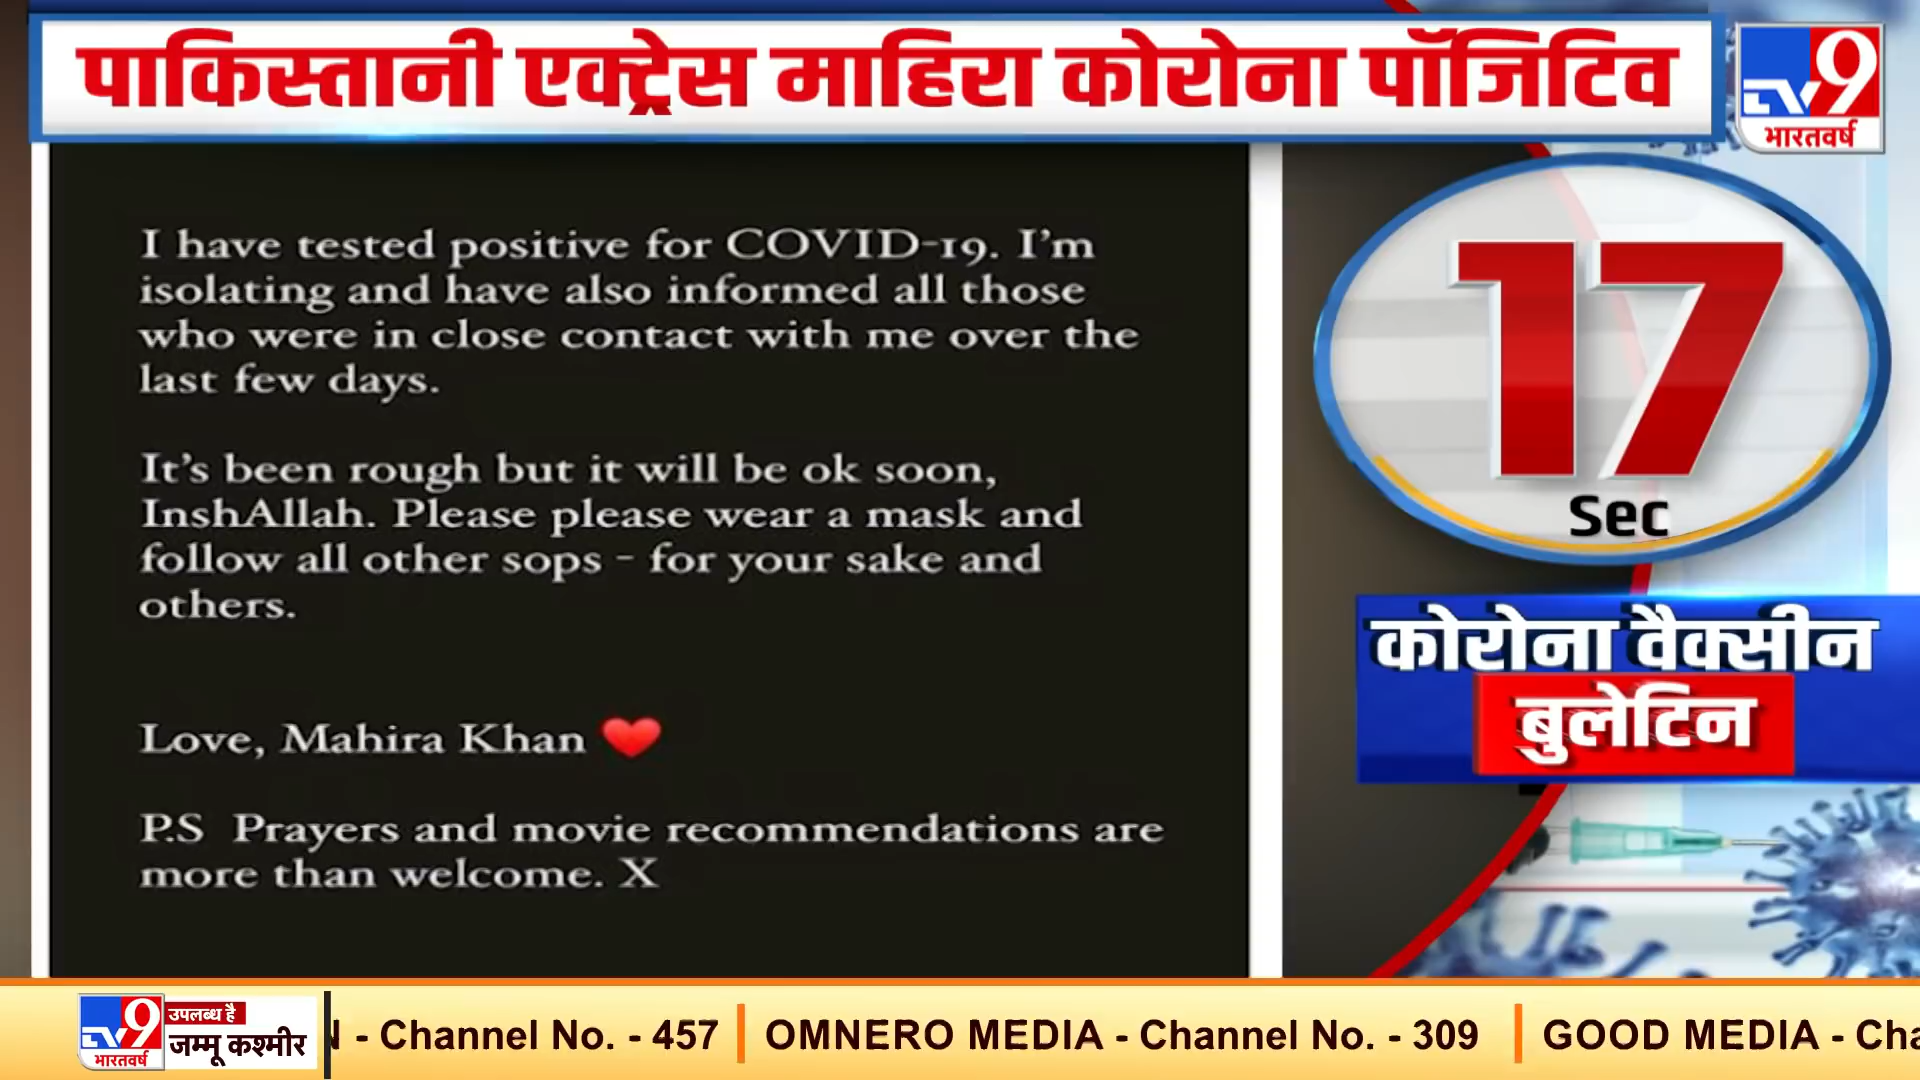 पाकिस्तानी एक्ट्रेस माहिरा कोरोना पॉजिटिव
TV9
भारतवर्ष
I have tested positive for COVID-19. I'm
isolating and have also informed all those
who were in close contact with me over the
last few days.
It's been rough but it will be ok soon,
InshAllah. Please please wear a mask and
follow all other sops - for your sake and
others.
Love, Mahira Khan ❤️
P.S Prayers and movie recommendations are
more than welcome. X
17
Sec
कोरोना वैक्सीन
बुलेटिन
TV9
भारतवर्ष
उपलब्ध है
जम्मू कश्मीर
- Channel No. - 457 | OMNERO MEDIA - Channel No. - 309 | GOOD MEDIA -